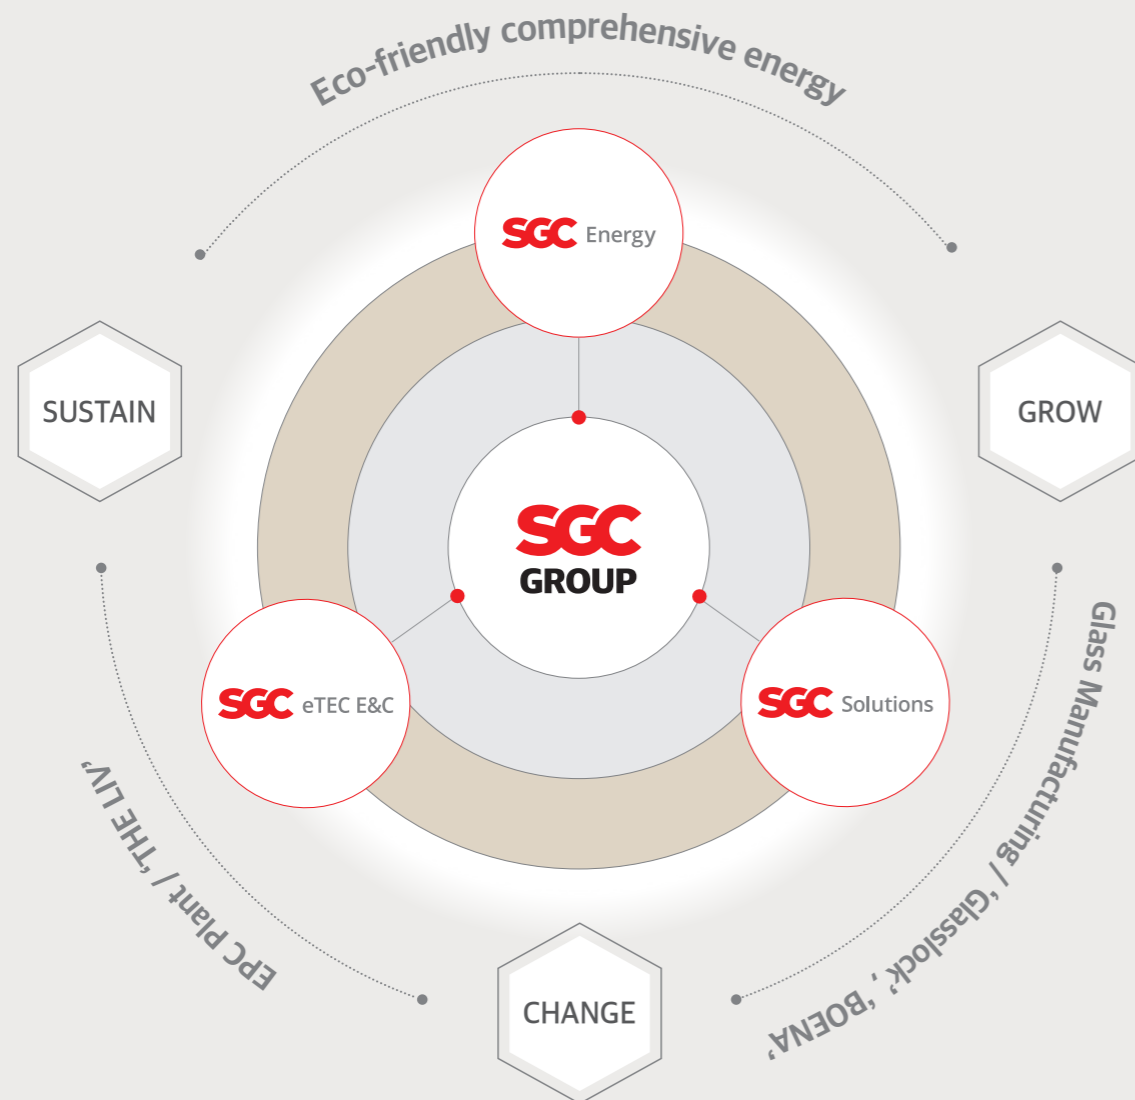 Eco-friendly comprehensive energy
SGC Energy
SUSTAIN
GROW
SGC
GROUP
SGC eTEC E&C
SGC Solutions
EPC Plant / ‘THE LIV’
Glass Manufacturing / ‘Glasslock’, ‘BOENA’
CHANGE